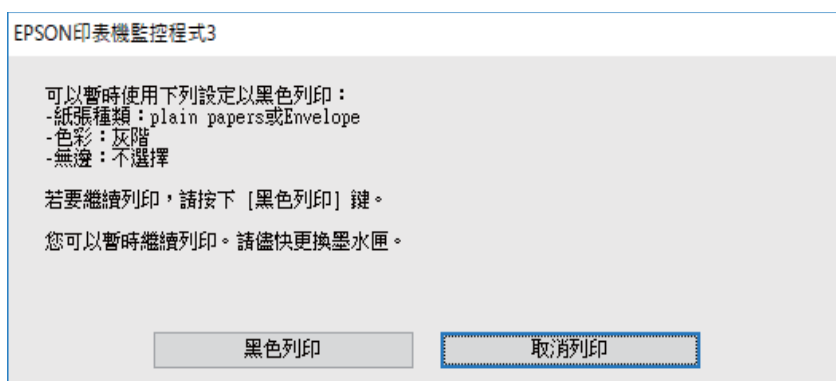 EPSON印表機監控程式3
可以暫時使用下列設定以黑色列印：
-紙張種類：plain papers或Envelope
-色彩：灰階
-無邊：不選擇
若要繼續列印，請按下 [黑色列印] 鍵。
您可以暫時繼續列印。請儘快更換墨水匣。
黑色列印
取消列印